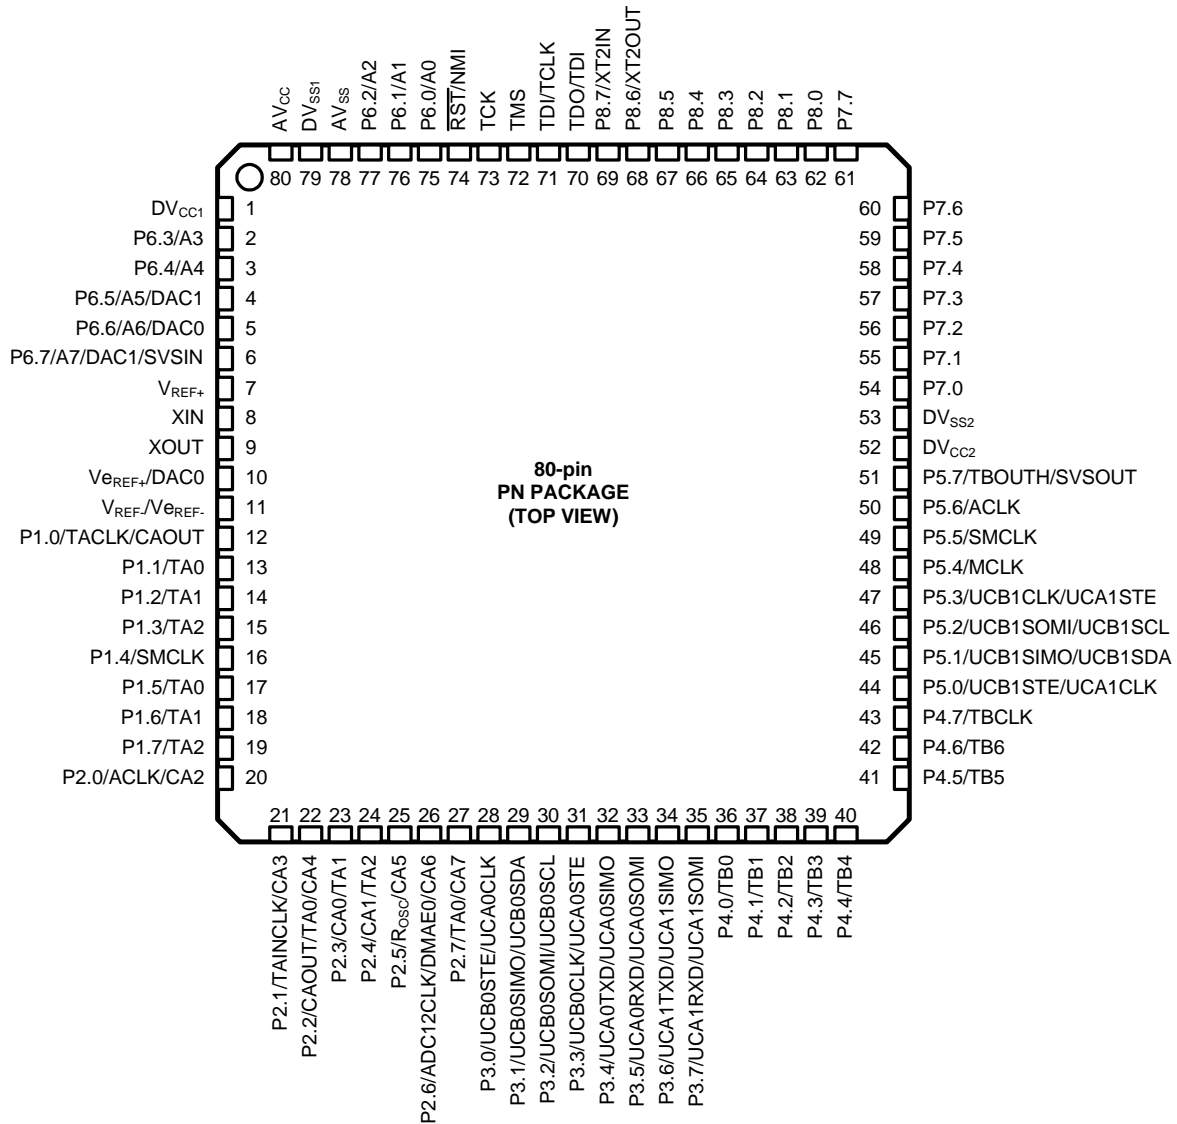 AVCC
DVSS1
AVSS
P6.2/A2
P6.1/A1
P6.0/A0
RST/NMI
TCK
TMS
TDI/TCLK
TDO/TDI
P8.7/XT2IN
P8.6/XT2OUT
P8.5
P8.4
P8.3
P8.2
P8.1
P8.0
P7.7
80 79 78 77 76 75 74 73 72 71 70 69 68 67 66 65 64 63 62 61
DVCC1 1
P6.3/A3 2
P6.4/A4 3
P6.5/A5/DAC1 4
P6.6/A6/DAC0 5
P6.7/A7/DAC1/SVSIN 6
VREF+ 7
XIN 8
XOUT 9
VeREF+/DAC0 10
VREF-/VeREF- 11
P1.0/TACLK/CAOUT 12
P1.1/TA0 13
P1.2/TA1 14
P1.3/TA2 15
P1.4/SMCLK 16
P1.5/TA0 17
P1.6/TA1 18
P1.7/TA2 19
P2.0/ACLK/CA2 20
80-pin
PN PACKAGE
(TOP VIEW)
60 P7.6
59 P7.5
58 P7.4
57 P7.3
56 P7.2
55 P7.1
54 P7.0
53 DVSS2
52 DVCC2
51 P5.7/TBOUTH/SVSOUT
50 P5.6/ACLK
49 P5.5/SMCLK
48 P5.4/MCLK
47 P5.3/UCB1CLK/UCA1STE
46 P5.2/UCB1SOMI/UCB1SCL
45 P5.1/UCB1SIMO/UCB1SDA
44 P5.0/UCB1STE/UCA1CLK
43 P4.7/TBCLK
42 P4.6/TB6
41 P4.5/TB5
21 22 23 24 25 26 27 28 29 30 31 32 33 34 35 36 37 38 39 40
P2.1/TAINCLK/CA3
P2.2/CAOUT/TA0/CA4
P2.3/CA0/TA1
P2.4/CA1/TA2
P2.5/ROSC/CA5
P2.6/ADC12CLK/DMAE0/CA6
P2.7/TA0/CA7
P3.0/UCB0STE/UCA0CLK
P3.1/UCB0SIMO/UCB0SDA
P3.2/UCB0SOMI/UCB0SCL
P3.3/UCB0CLK/UCA0STE
P3.4/UCA0TXD/UCA0SIMO
P3.5/UCA0RXD/UCA0SOMI
P3.6/UCA1TXD/UCA1SIMO
P3.7/UCA1RXD/UCA1SOMI
P4.0/TB0
P4.1/TB1
P4.2/TB2
P4.3/TB3
P4.4/TB4